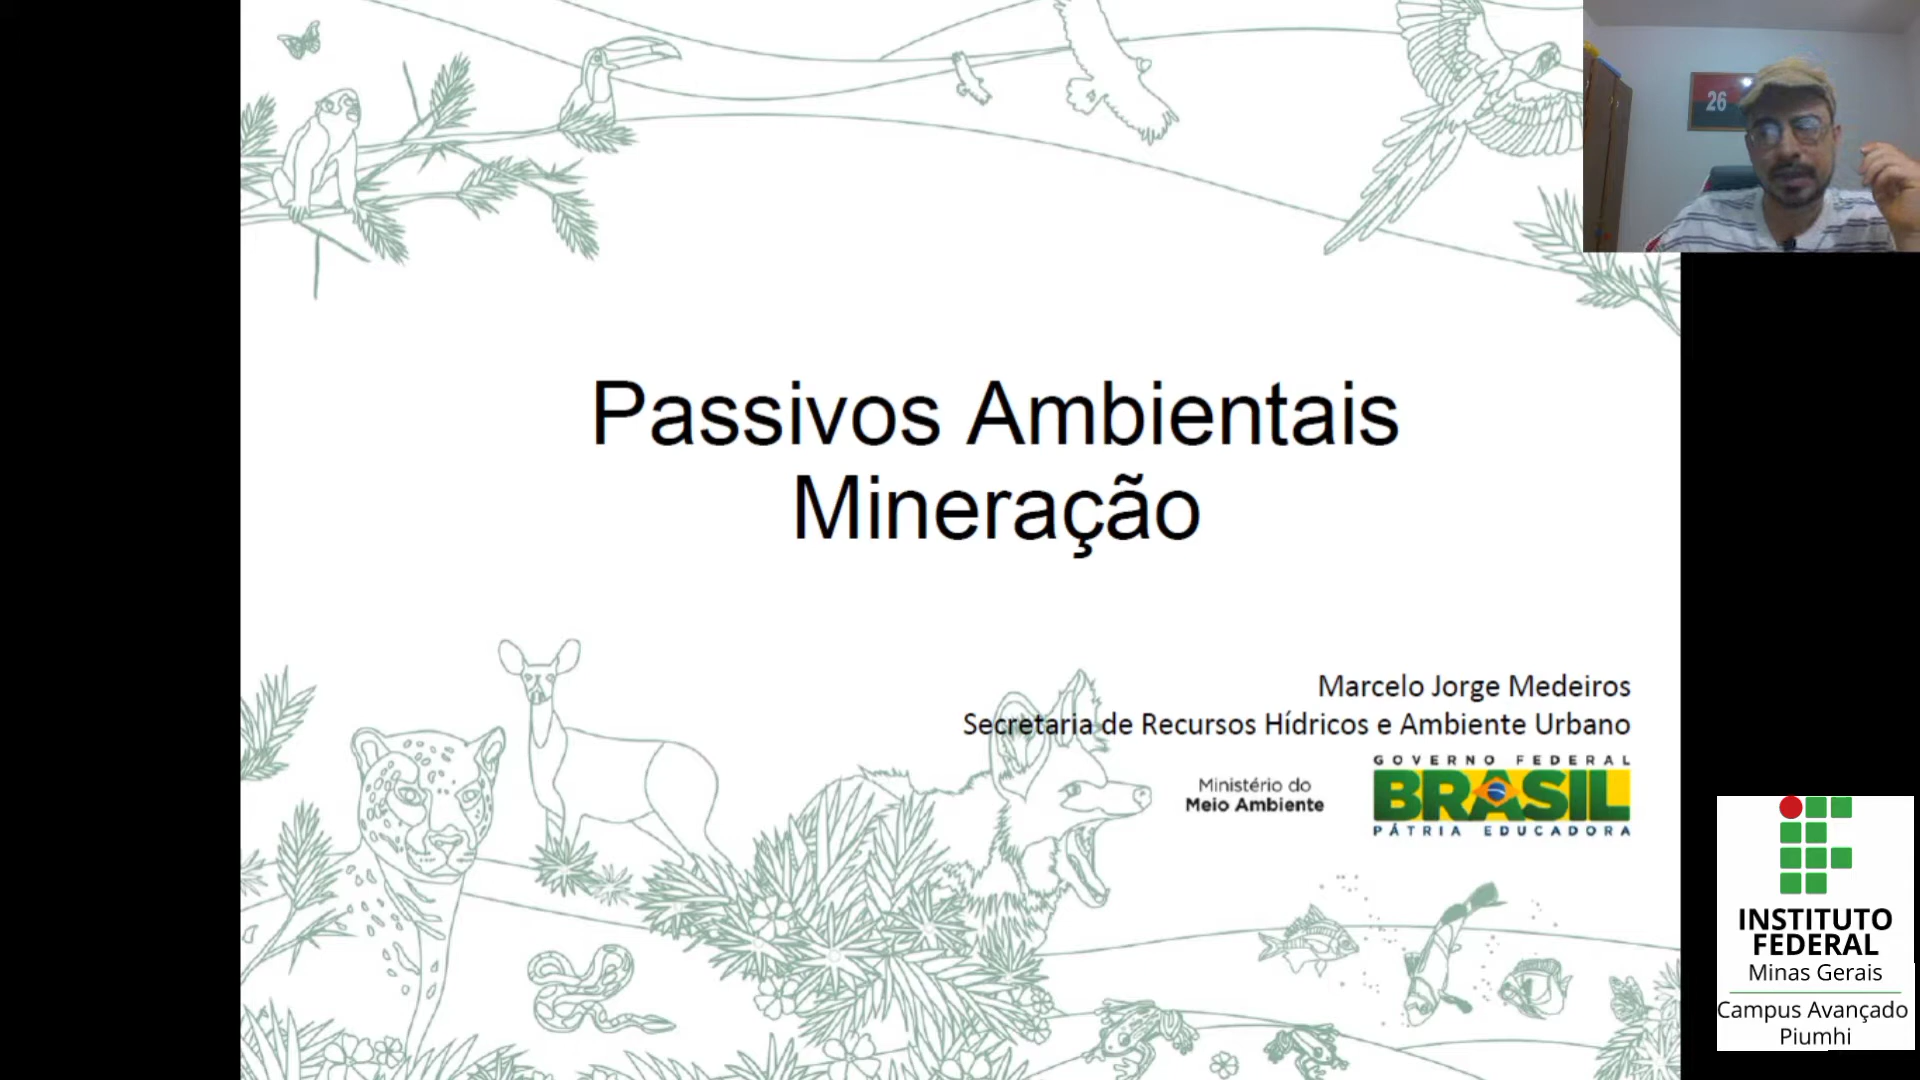 26
Passivos Ambientais
Mineração
Marcelo Jorge Medeiros
Secretaria de Recursos Hídricos e Ambiente Urbano
Ministério do
Meio Ambiente
GOVERNO FEDERAL
BRASIL
PÁTRIA EDUCADORA
INSTITUTO
FEDERAL
Minas Gerais
Campus Avançado
Piumhi